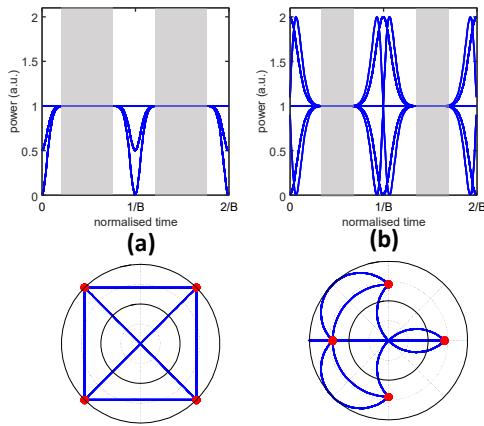 2
1.5
1
0.5
0
power (a.u.)
0
1/B
2/B
normalised time
(a)
2
1.5
1
0.5
0
power (a.u.)
0
1/B
2/B
normalised time
(b)